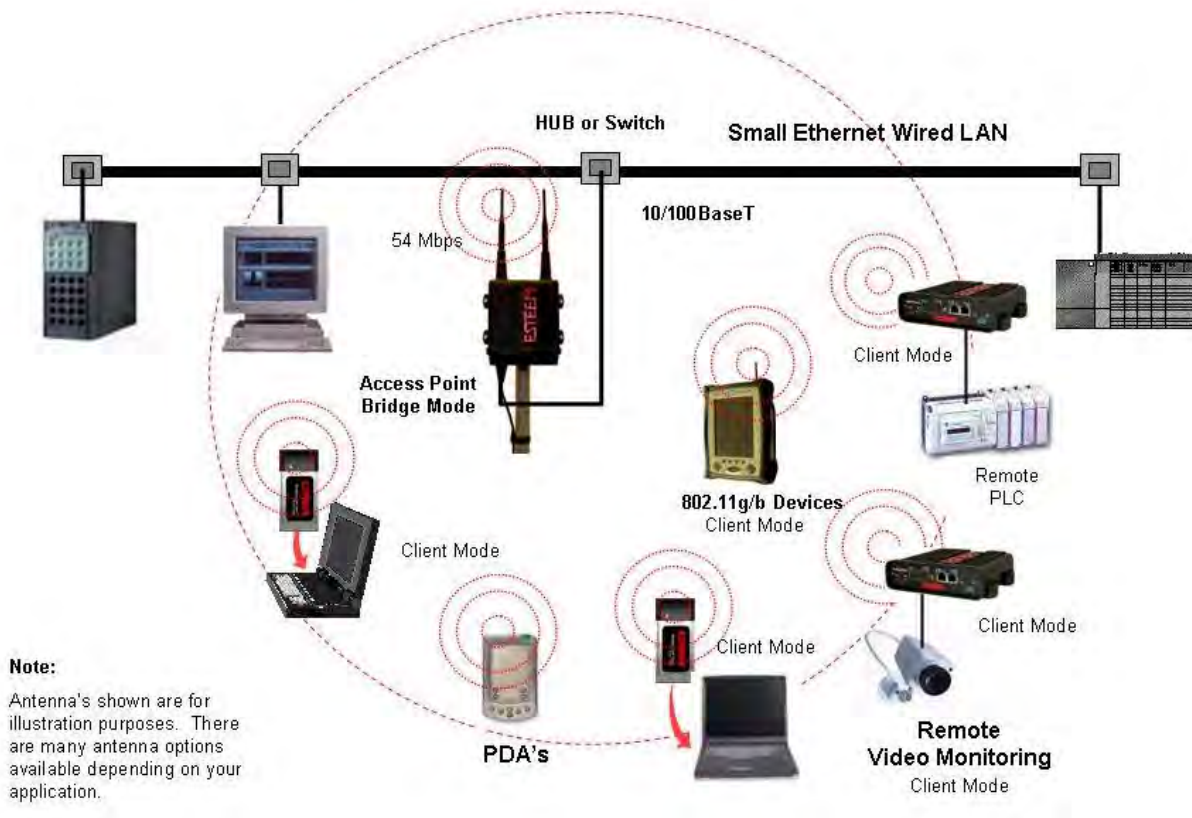 HUB or Switch
Small Ethernet Wired LAN
10/100BaseT
54 Mbps
ESTEEM
Access Point
Bridge Mode
Client Mode
Remote
PLC
802.11g/b Devices
Client Mode
Client Mode
Client Mode
Client Mode
PDA's
Remote
Video Monitoring
Client Mode
Note:
Antenna's shown are for
illustration purposes. There
are many antenna options
available depending on your
application.